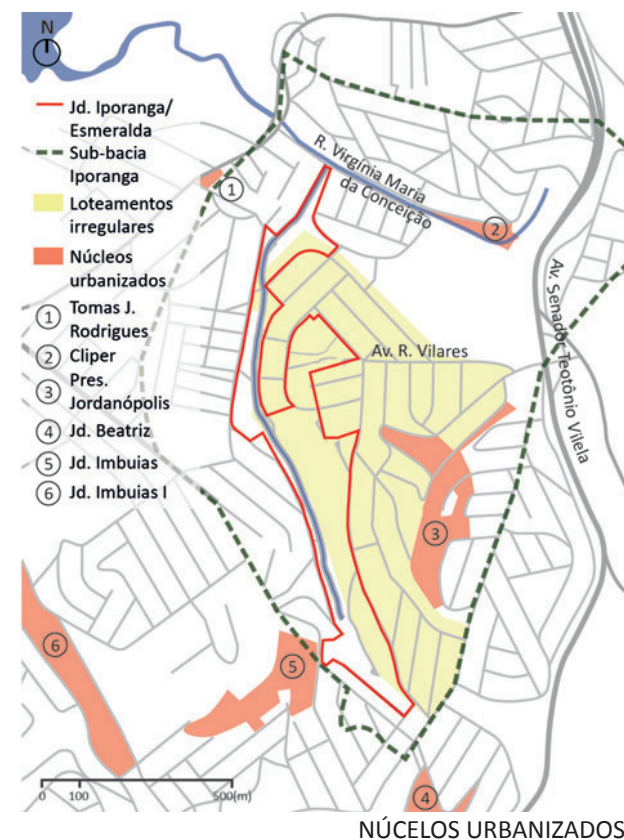 N
Jd. Iporanga/
Esmeralda
Sub-bacia
Iporanga
Loteamentos
irregulares
Núcleos
urbanizados
1 Tomas J.
Rodrigues
2 Cliper
3 Pres.
Jordanópolis
4 Jd. Beatriz
5 Jd. Imbuias
6 Jd. Imbuias I
1
R. Virgínia Maria
da Conceição
2
Av. Senador Teotônio Vilela
Av. R. Vilares
3
6
5
4
0 100 500(m)
NÚCELOS URBANIZADOS